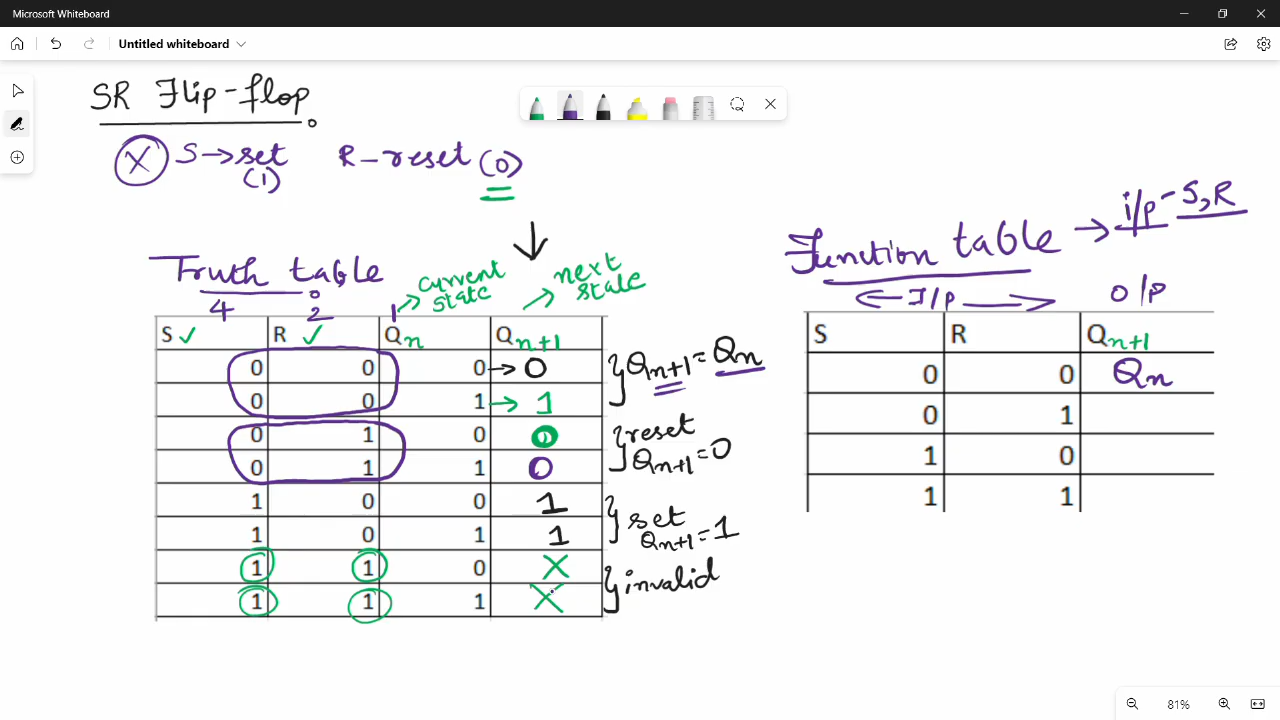 Microsoft Whiteboard
Untitled whiteboard
SR Flip-flop
X S→set (1) R-reset (0)
Truth table
4 2 1
→current state
→next state
S✓ R✓ Qn Qn+1
0 0 0→0
0 0 1→1
0 1 0 0
0 1 1 0
1 0 0 1
1 0 1 1
1 1 0 X
1 1 1 X
}Qn+1=Qn
}reset
Qn+1=0
}set
Qn+1=1
}invalid
Function table → i/p-S,R
←I/p→ O/p
S R Qn+1
0 0 Qn
0 1
1 0
1 1
81%